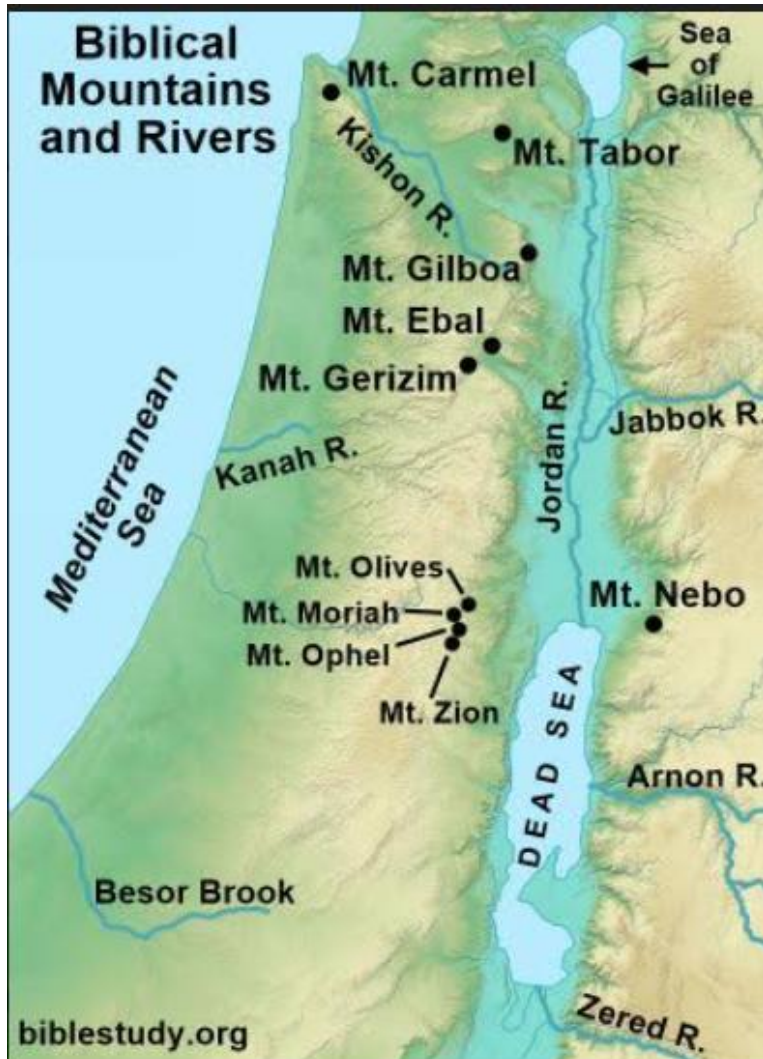 Biblical
Mountains
and Rivers
Sea
of
Galilee
Mt. Carmel
Mt. Tabor
Kishon R.
Mt. Gilboa
Mt. Ebal
Mt. Gerizim
Jordan R.
Jabbok R.
Kanah R.
Mediterranean
Sea
Mt. Olives
Mt. Moriah
Mt. Ophel
Mt. Zion
Mt. Nebo
DEAD SEA
Arnon R.
Besor Brook
Zered R.
biblestudy.org